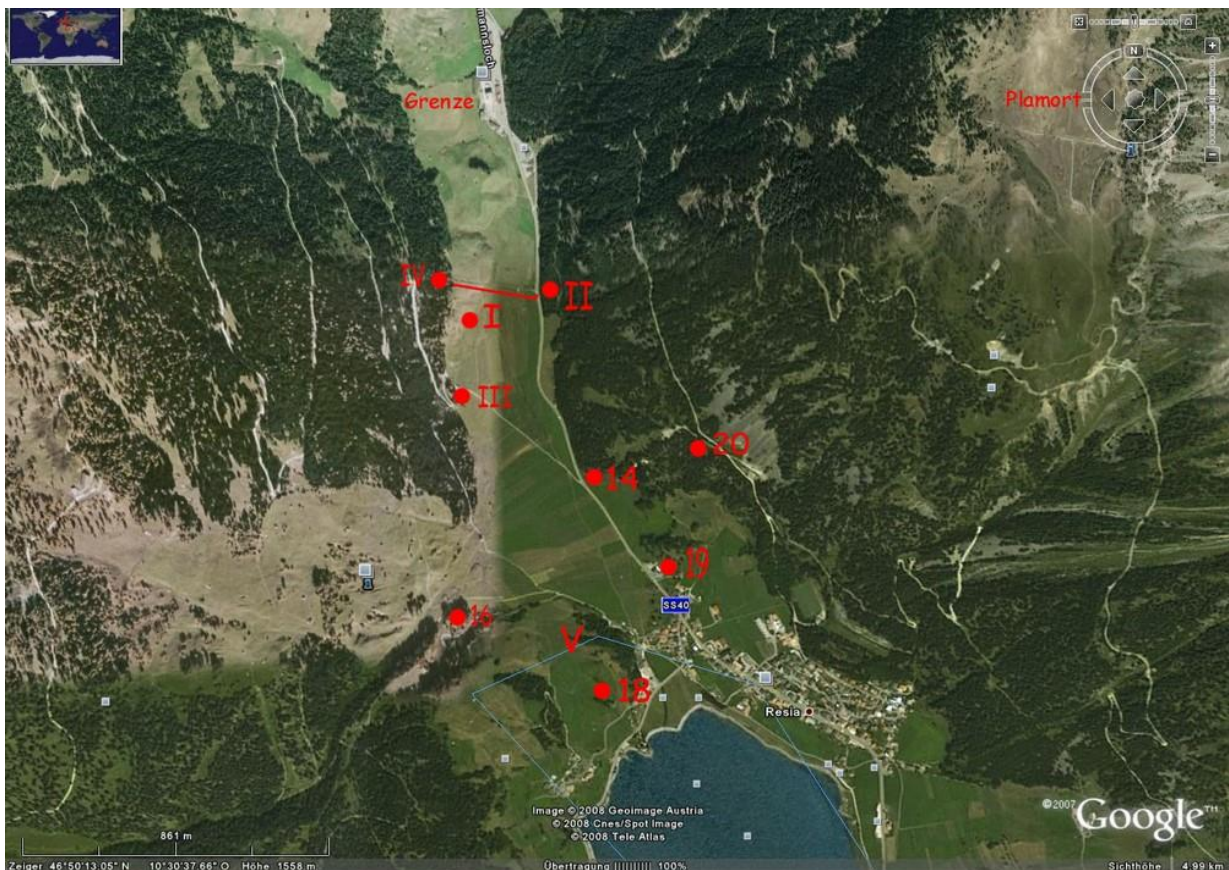 mannsloch
N
Grenze
Plamort
IV
II
I
III
20
14
19
SS40
16
V
18
Resia
Image © 2008 Geoimage Austria
© 2008 Cnes/Spot Image
© 2008 Tele Atlas
©2007 Google™
861 m
Zeiger 46°50'13.05" N 10°30'37.66" O Höhe 1558 m
Übertragung |||||||||| 100%
Sichthöhe 4.99 km